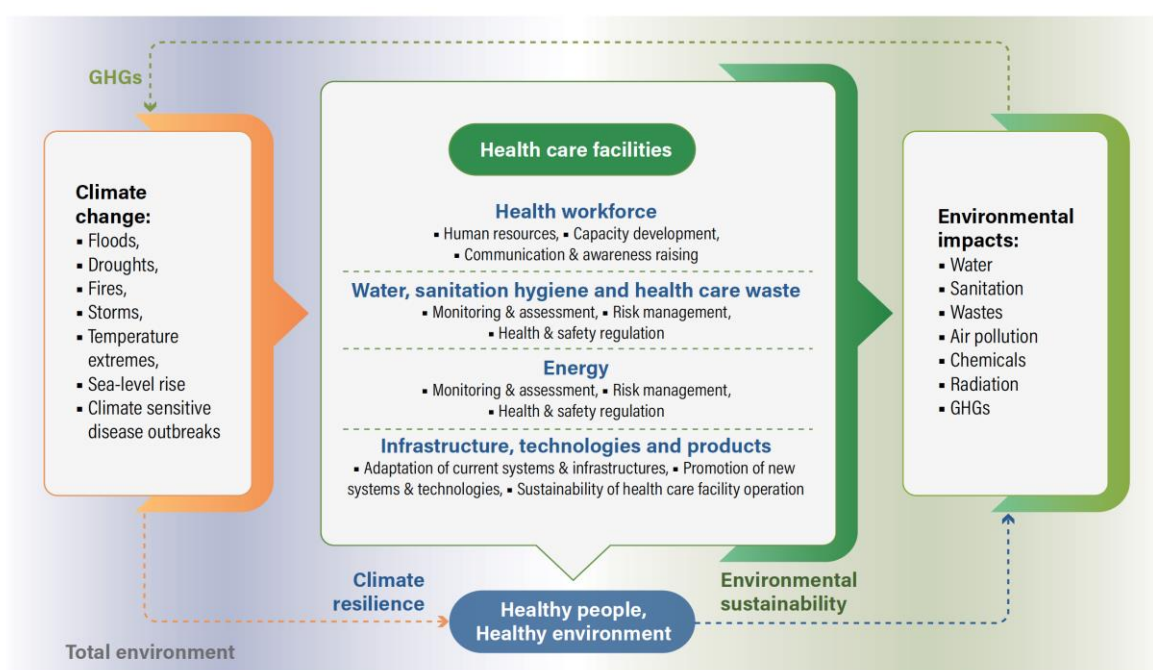 GHGs
Climate
change:
▪ Floods,
▪ Droughts,
▪ Fires,
▪ Storms,
▪ Temperature
extremes,
▪ Sea-level rise
▪ Climate sensitive
disease outbreaks
Health care facilities
Health workforce
▪ Human resources, ▪ Capacity development,
▪ Communication & awareness raising
Water, sanitation hygiene and health care waste
▪ Monitoring & assessment, ▪ Risk management,
▪ Health & safety regulation
Energy
▪ Monitoring & assessment, ▪ Risk management,
▪ Health & safety regulation
Infrastructure, technologies and products
▪ Adaptation of current systems & infrastructures, ▪ Promotion of new
systems & technologies, ▪ Sustainability of health care facility operation
Environmental
impacts:
▪ Water
▪ Sanitation
▪ Wastes
▪ Air pollution
▪ Chemicals
▪ Radiation
▪ GHGs
Climate
resilience
Healthy people,
Healthy environment
Environmental
sustainability
Total environment